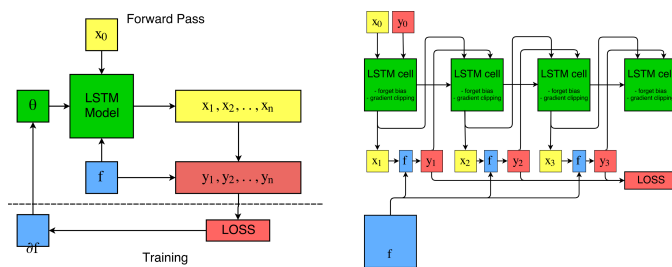 Forward Pass
x₀
θ
LSTM
Model
x₁, x₂, . ., xₙ
f
y₁, y₂, . ., yₙ
∂f
LOSS
Training
x₀ y₀
LSTM cell
- forget bias
- gradient clipping
LSTM cell
- forget bias
- gradient clipping
LSTM cell
- forget bias
- gradient clipping
LSTM cell
- forget bias
- gradient clipping
x₁ f y₁ x₂ f y₂ x₃ f y₃
LOSS
f